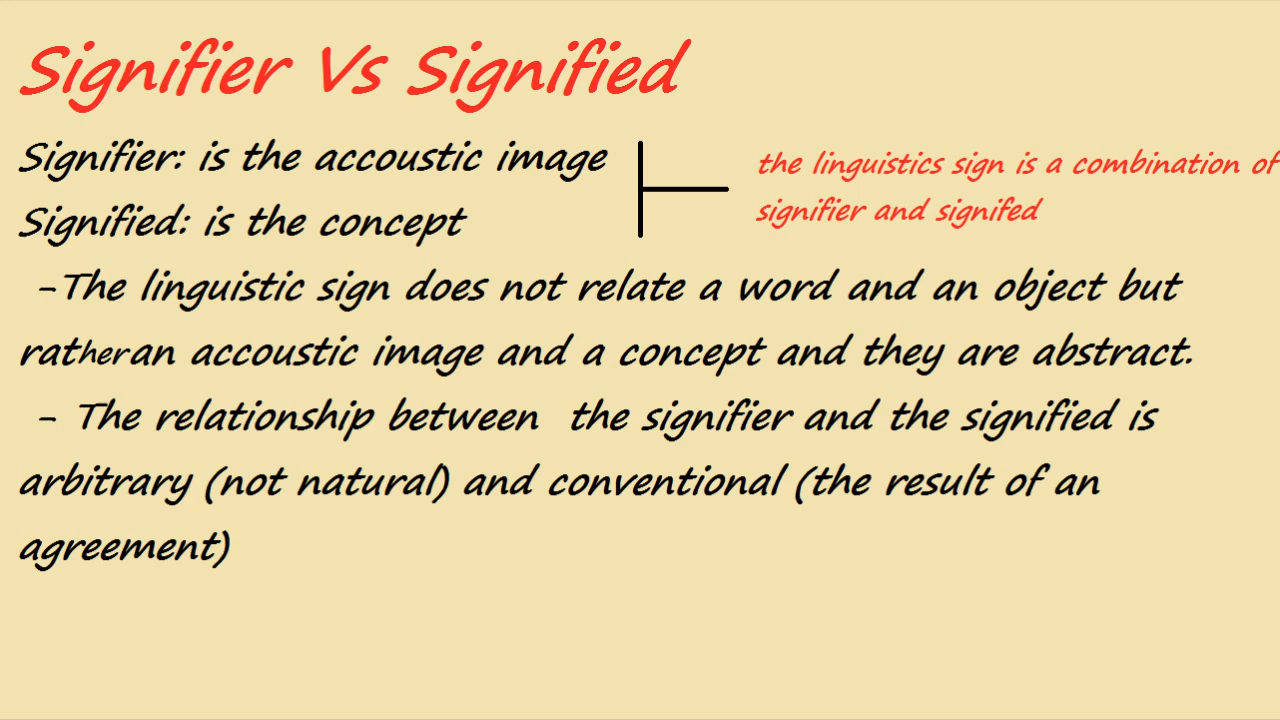 Signifier Vs Signified
Signifier: is the accoustic image
the linguistics sign is a combination of
signifier and signifed
Signified: is the concept
-The linguistic sign does not relate a word and an object but
ratheran accoustic image and a concept and they are abstract.
- The relationship between the signifier and the signified is
arbitrary (not natural) and conventional (the result of an
agreement)